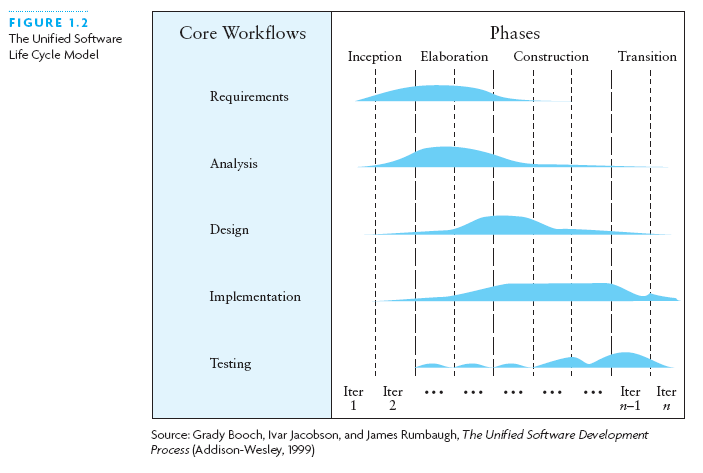 FIGURE 1.2
The Unified Software
Life Cycle Model
Core Workflows
Phases
Inception Elaboration Construction Transition
Requirements
Analysis
Design
Implementation
Testing
Iter 1
Iter 2
••• ••• ••• ••• •••
Iter n–1
Iter n
Source: Grady Booch, Ivar Jacobson, and James Rumbaugh, The Unified Software Development
Process (Addison-Wesley, 1999)